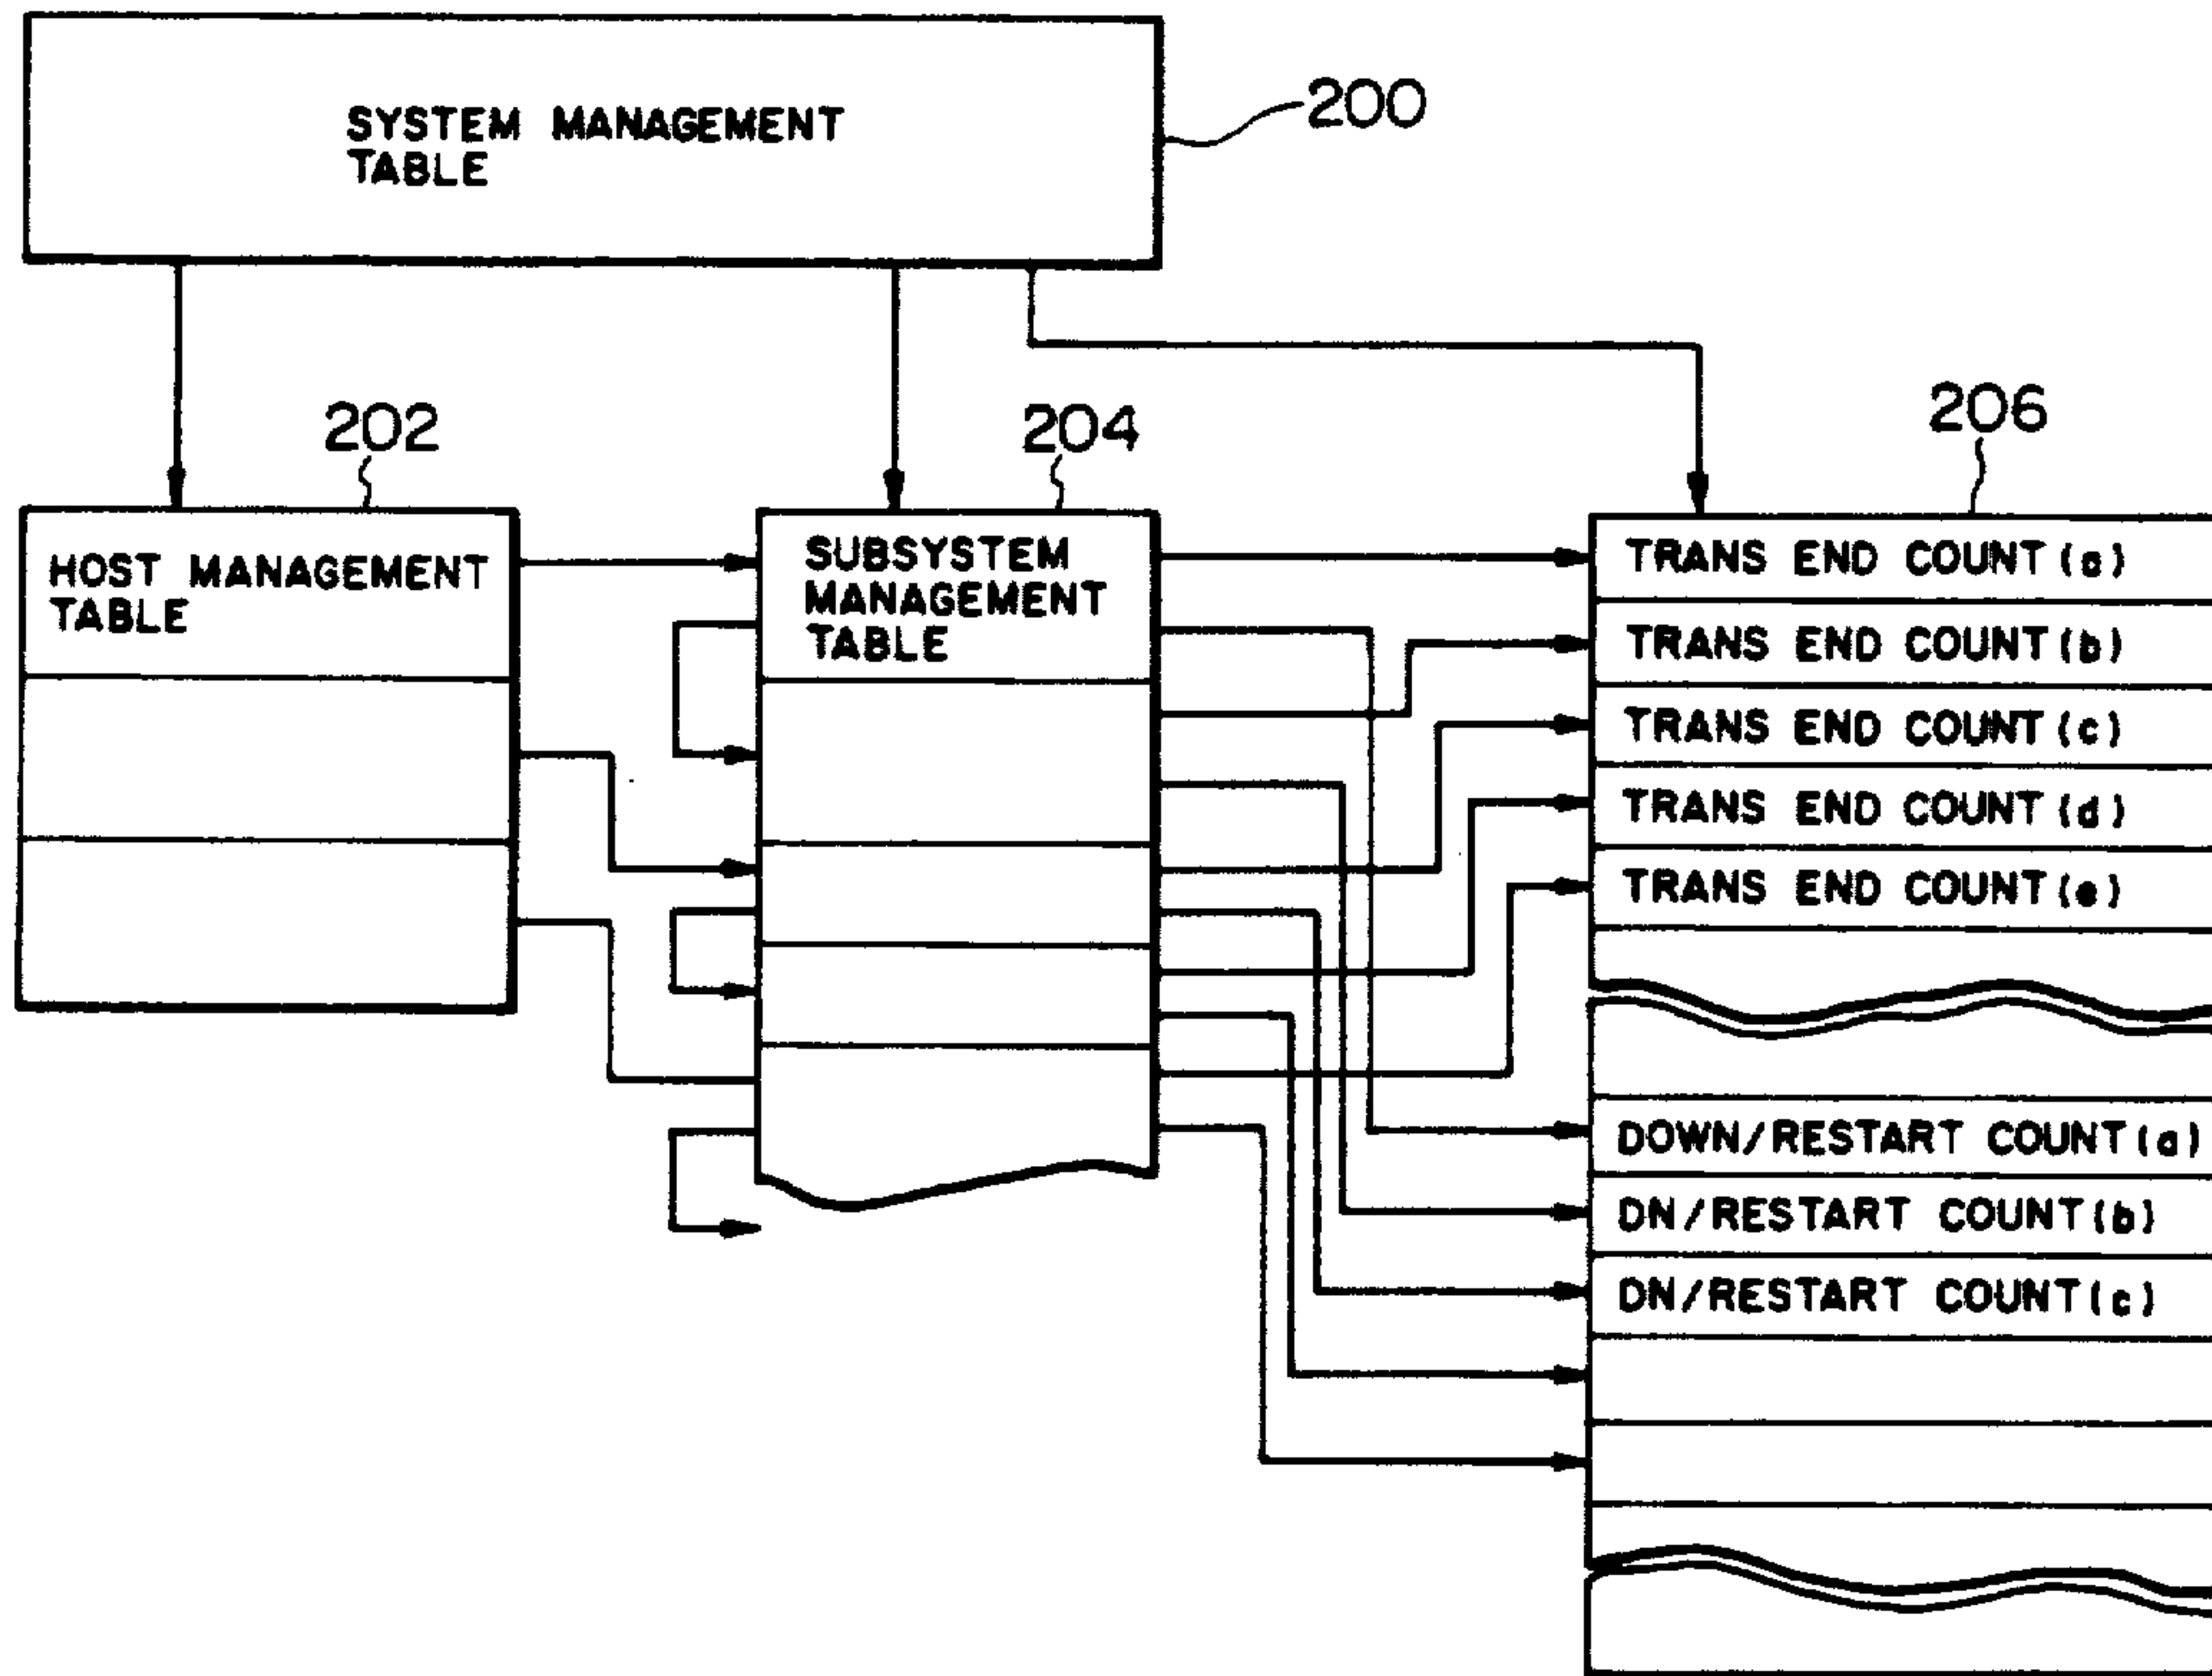 SYSTEM MANAGEMENT
TABLE
200
202
204
206
HOST MANAGEMENT
TABLE
SUBSYSTEM
MANAGEMENT
TABLE
TRANS END COUNT(a)
TRANS END COUNT(b)
TRANS END COUNT(c)
TRANS END COUNT(d)
TRANS END COUNT(e)
DOWN/RESTART COUNT(a)
DN/RESTART COUNT(b)
DN/RESTART COUNT(c)